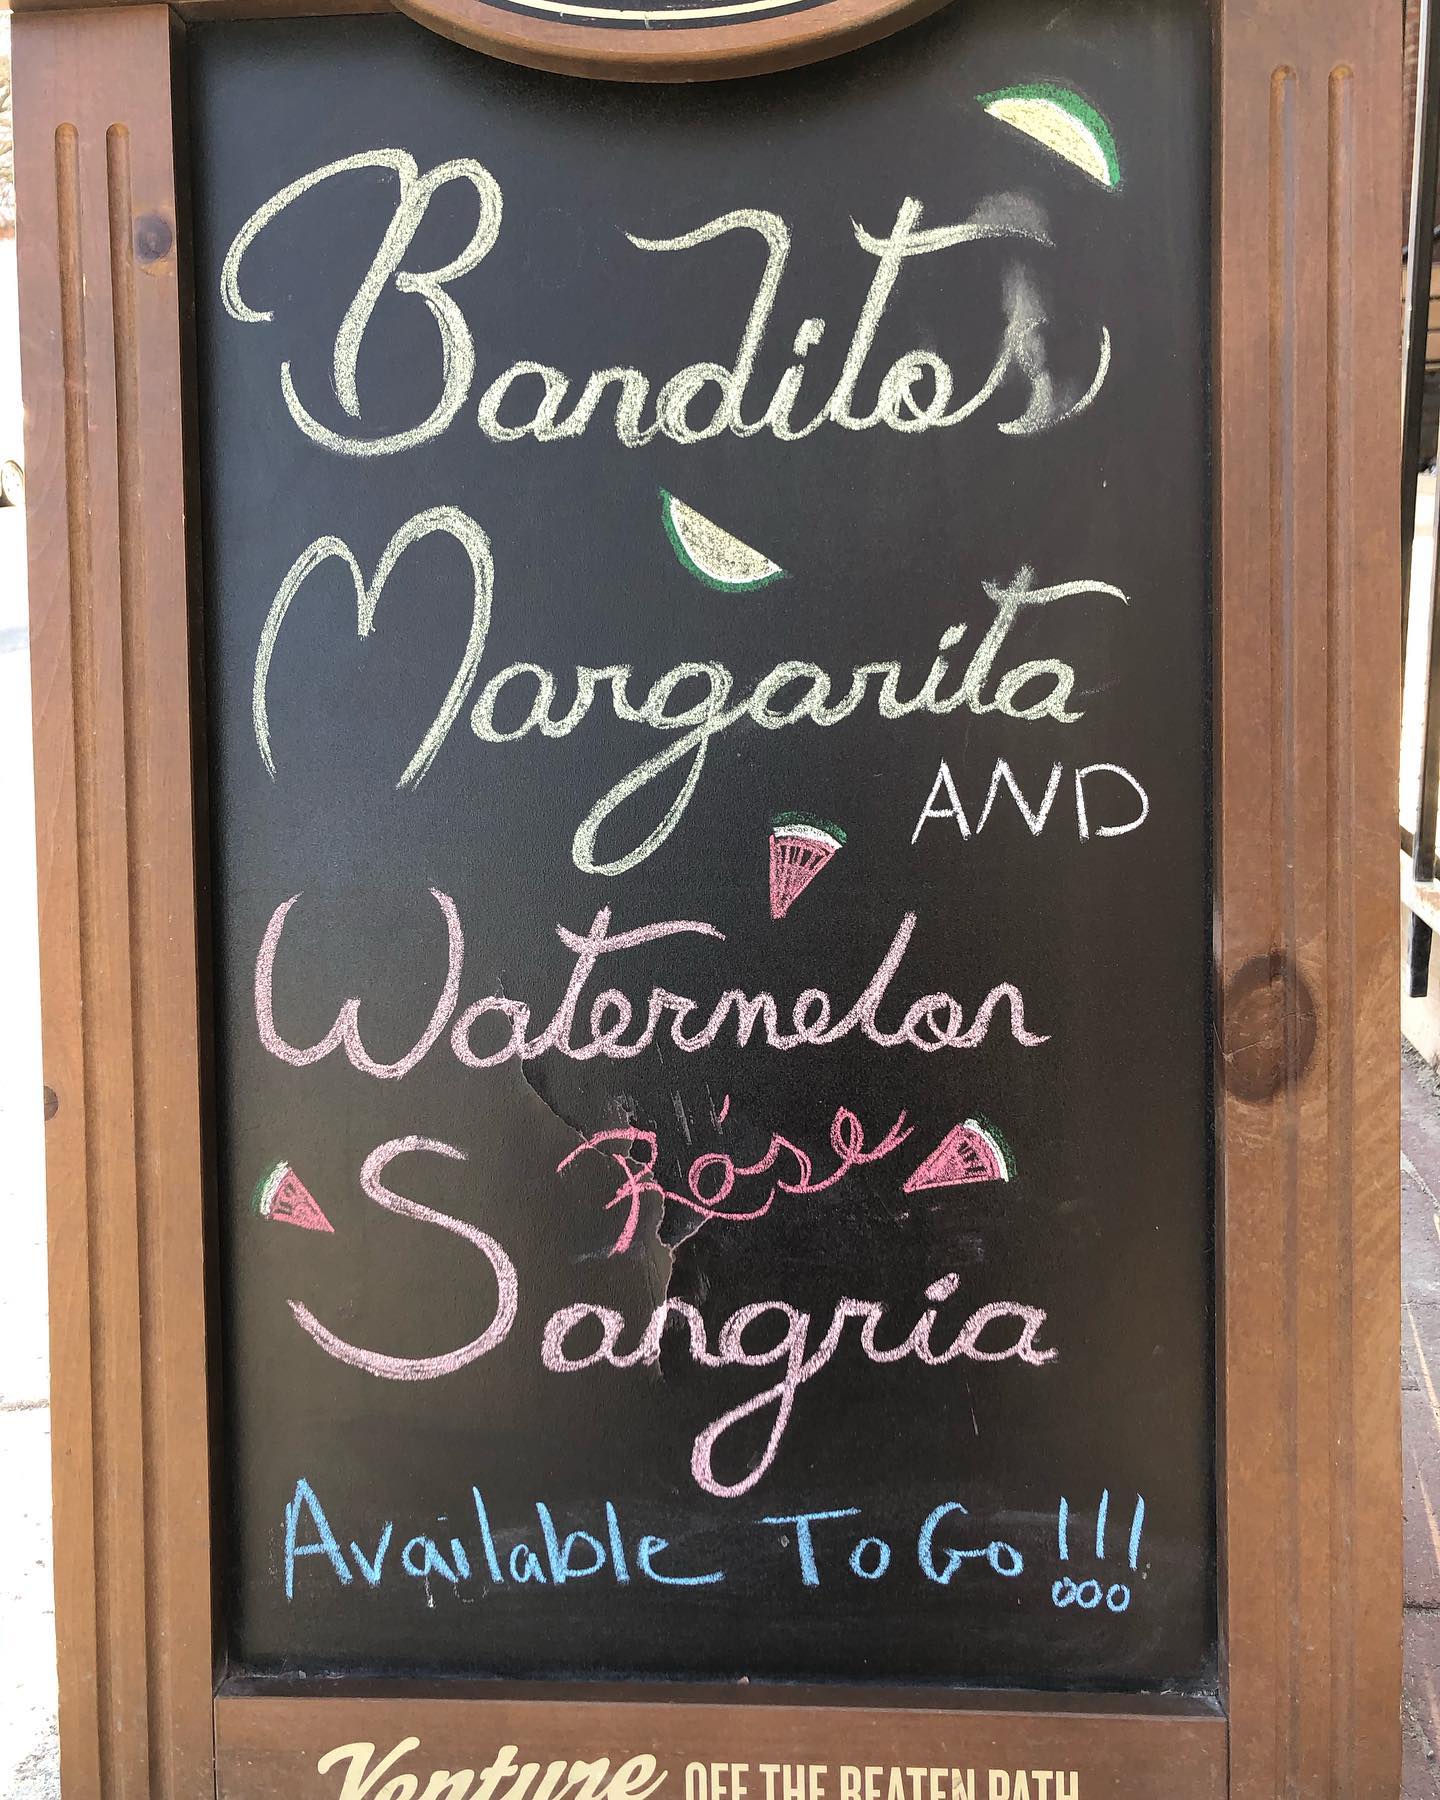 Banditos
Margarita
AND
Watermelon
Rosé
Sangria
Available To Go!!!
Venture OFF THE BEATEN PATH